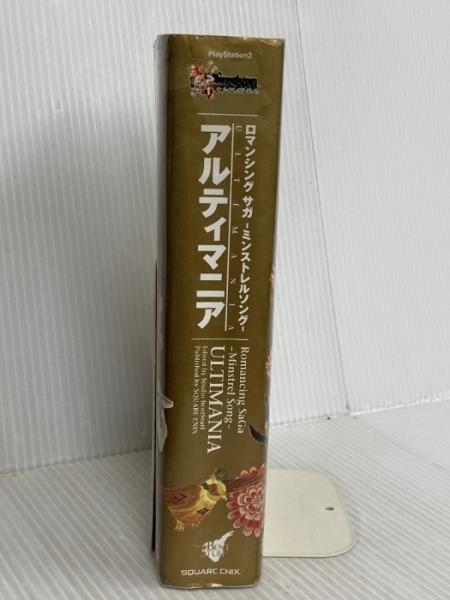 PlayStation2
ロマンシング サガ -ミンストレルソング-
ULTIMANIA
アルティマニア
Romancing SaGa
-Minstrel Song-
ULTIMANIA
Edited by Studio BentStuff
Published by SQUARE ENIX
BENT
STUFF
SQUARE ENIX